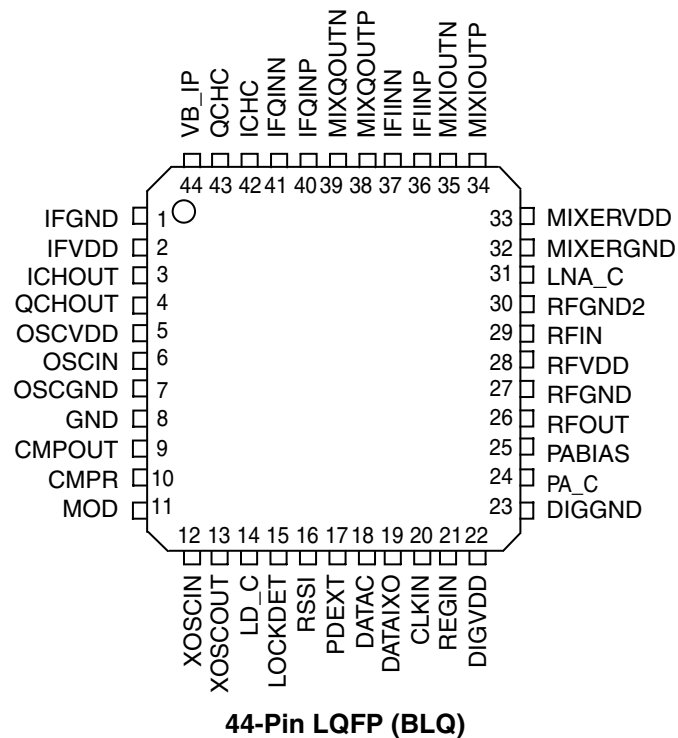 VB_IP
QCHC
ICHC
IFQINN
IFQINP
MIXQOUTN
MIXQOUTP
IFIINN
IFIINP
MIXIOUTN
MIXIOUTP
44 43 42 41 40 39 38 37 36 35 34
IFGND 1
IFVDD 2
ICHOUT 3
QCHOUT 4
OSCVDD 5
OSCIN 6
OSCGND 7
GND 8
CMPOUT 9
CMPR 10
MOD 11
33 MIXERVDD
32 MIXERGND
31 LNA_C
30 RFGND2
29 RFIN
28 RFVDD
27 RFGND
26 RFOUT
25 PABIAS
24 PA_C
23 DIGGND
12 13 14 15 16 17 18 19 20 21 22
XOSCIN
XOSCOUT
LD_C
LOCKDET
RSSI
PDEXT
DATAC
DATAIXO
CLKIN
REGIN
DIGVDD
44-Pin LQFP (BLQ)